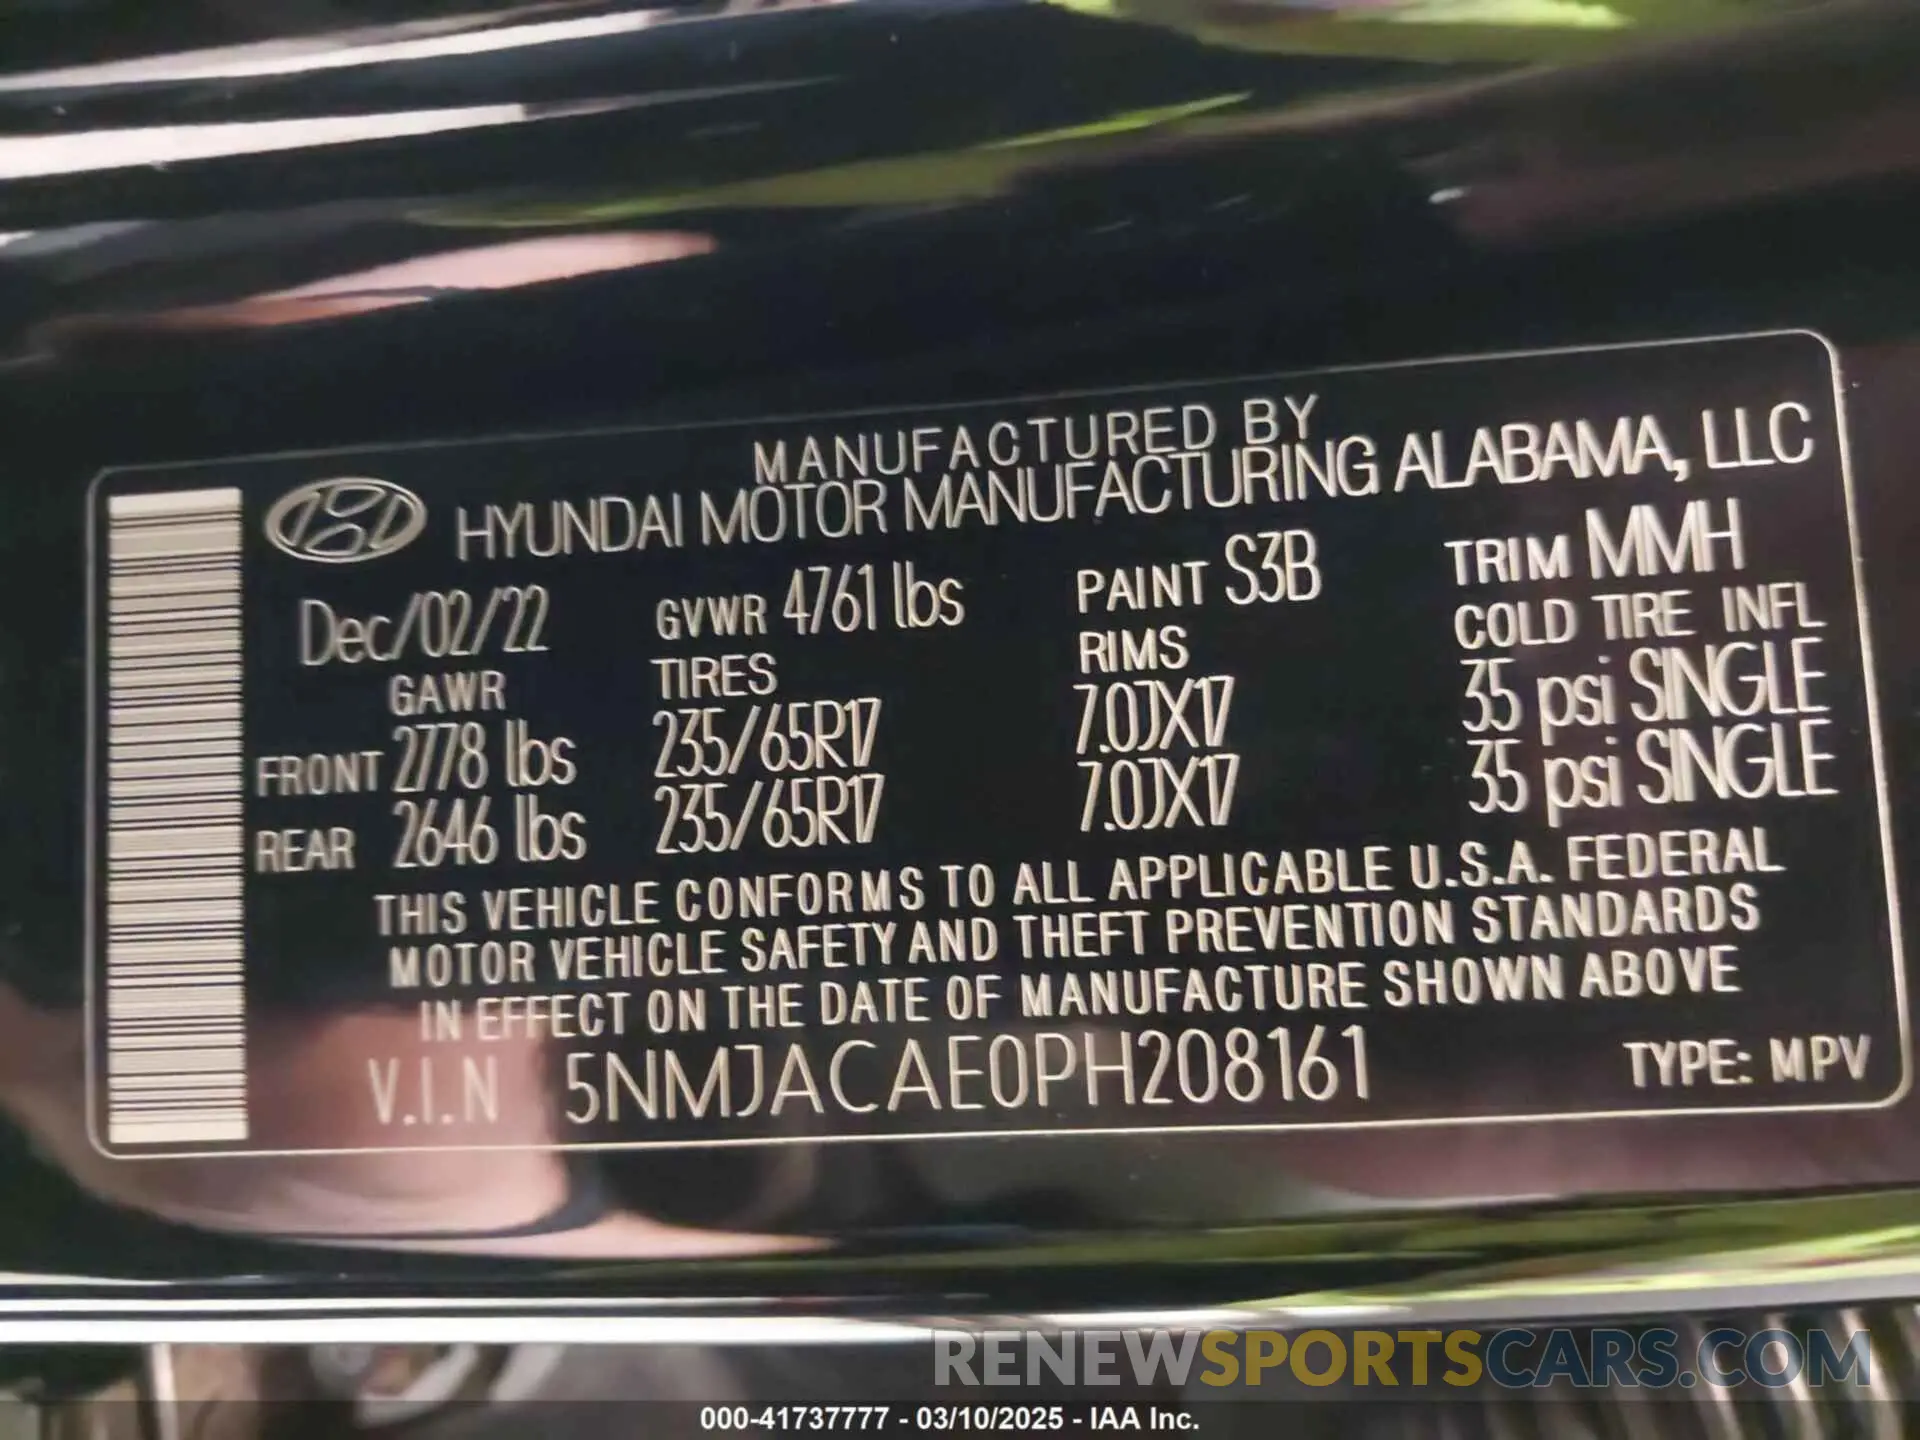 MANUFACTURED BY
HYUNDAI MOTOR MANUFACTURING ALABAMA, LLC
Dec/02/22 GVWR 4761 lbs PAINT S3B TRIM MMH
GAWR TIRES RIMS COLD TIRE INFL
FRONT 2778 lbs 235/65R17 7.0JX17 35 psi SINGLE
REAR 2646 lbs 235/65R17 7.0JX17 35 psi SINGLE
THIS VEHICLE CONFORMS TO ALL APPLICABLE U.S.A. FEDERAL
MOTOR VEHICLE SAFETY AND THEFT PREVENTION STANDARDS
IN EFFECT ON THE DATE OF MANUFACTURE SHOWN ABOVE
V.I.N 5NMJACAE0PH208161 TYPE: MPV
RENEWSPORTSCARS.COM
000-41737777 - 03/10/2025 - IAA Inc.